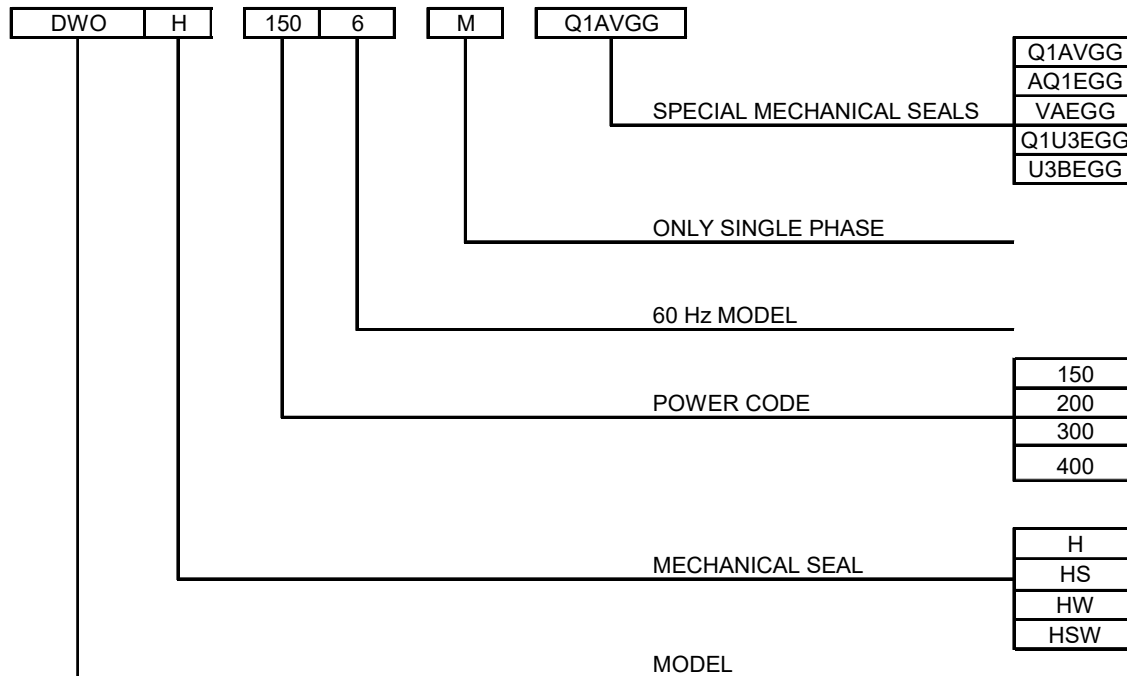 DWO H 150 6 M Q1AVGG
Q1AVGG
AQ1EGG
SPECIAL MECHANICAL SEALS VAEGG
Q1U3EGG
U3BEGG
ONLY SINGLE PHASE
60 Hz MODEL
150
POWER CODE 200
300
400
H
MECHANICAL SEAL HS
HW
HSW
MODEL